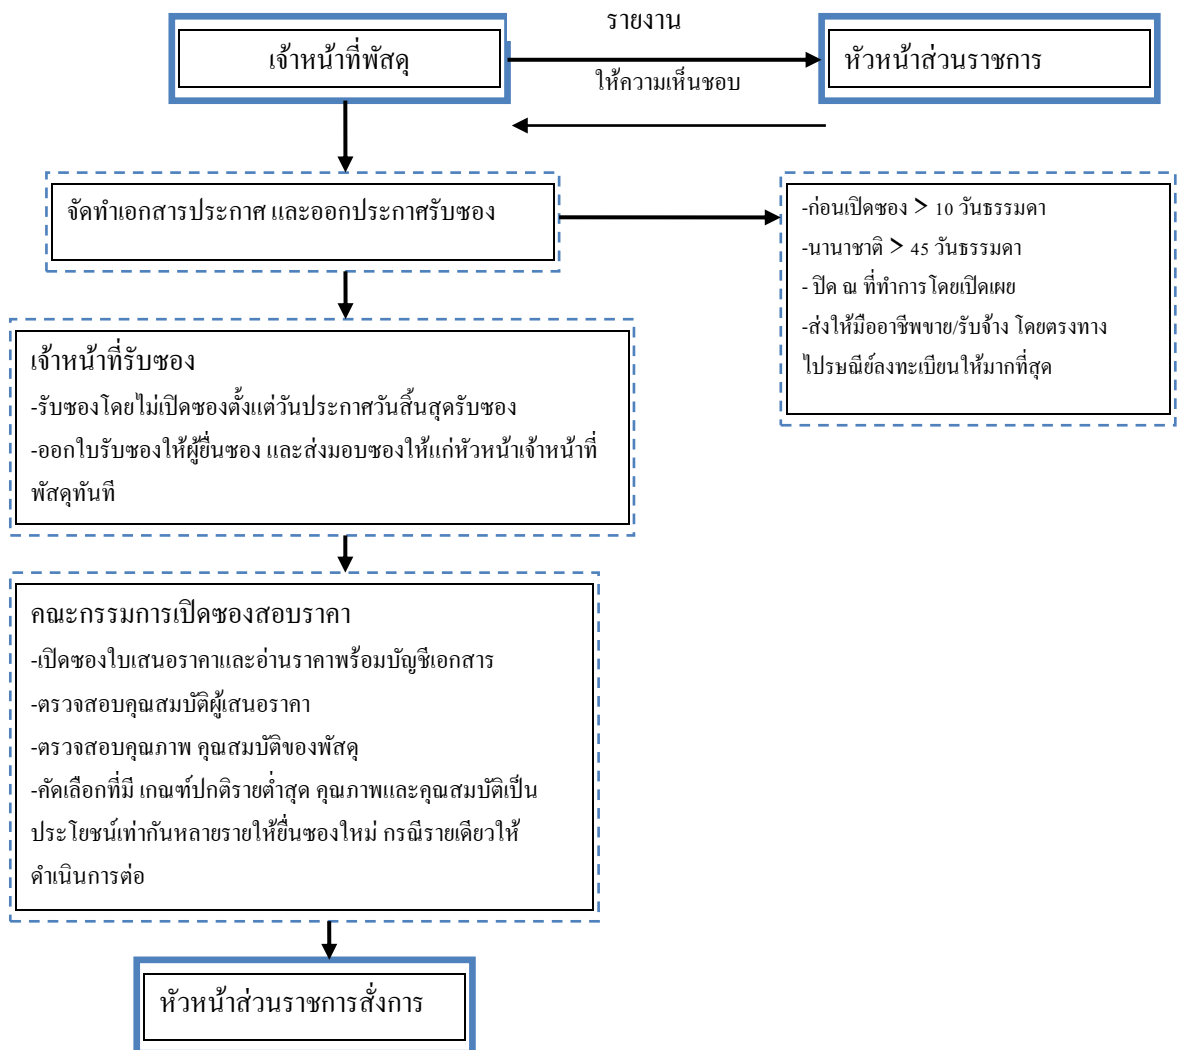 รายงาน
เจ้าหน้าที่พัสดุ
หัวหน้าส่วนราชการ
ให้ความเห็นชอบ
จัดทำเอกสารประกาศ และออกประกาศรับซอง
-ก่อนเปิดซอง > 10 วันธรรมดา
-นานาชาติ > 45 วันธรรมดา
- ปิด ณ ที่ทำการโดยเปิดเผย
-ส่งให้มืออาชีพขาย/รับจ้าง โดยตรงทาง
ไปรษณีย์ลงทะเบียนให้มากที่สุด
เจ้าหน้าที่รับซอง
-รับซองโดยไม่เปิดซองตั้งแต่วันประกาศวันสิ้นสุดรับซอง
-ออกใบรับซองให้ผู้ยื่นซอง และส่งมอบซองให้แก่หัวหน้าเจ้าหน้าที่
พัสดุทันที
คณะกรรมการเปิดซองสอบราคา
-เปิดซองใบเสนอราคาและอ่านราคาพร้อมบัญชีเอกสาร
-ตรวจสอบคุณสมบัติผู้เสนอราคา
-ตรวจสอบคุณภาพ คุณสมบัติของพัสดุ
-คัดเลือกที่มี เกณฑ์ปกติรายต่ำสุด คุณภาพและคุณสมบัติเป็น
ประโยชน์เท่ากันหลายรายให้ยื่นซองใหม่ กรณีรายเดียวให้
ดำเนินการต่อ
หัวหน้าส่วนราชการสั่งการ